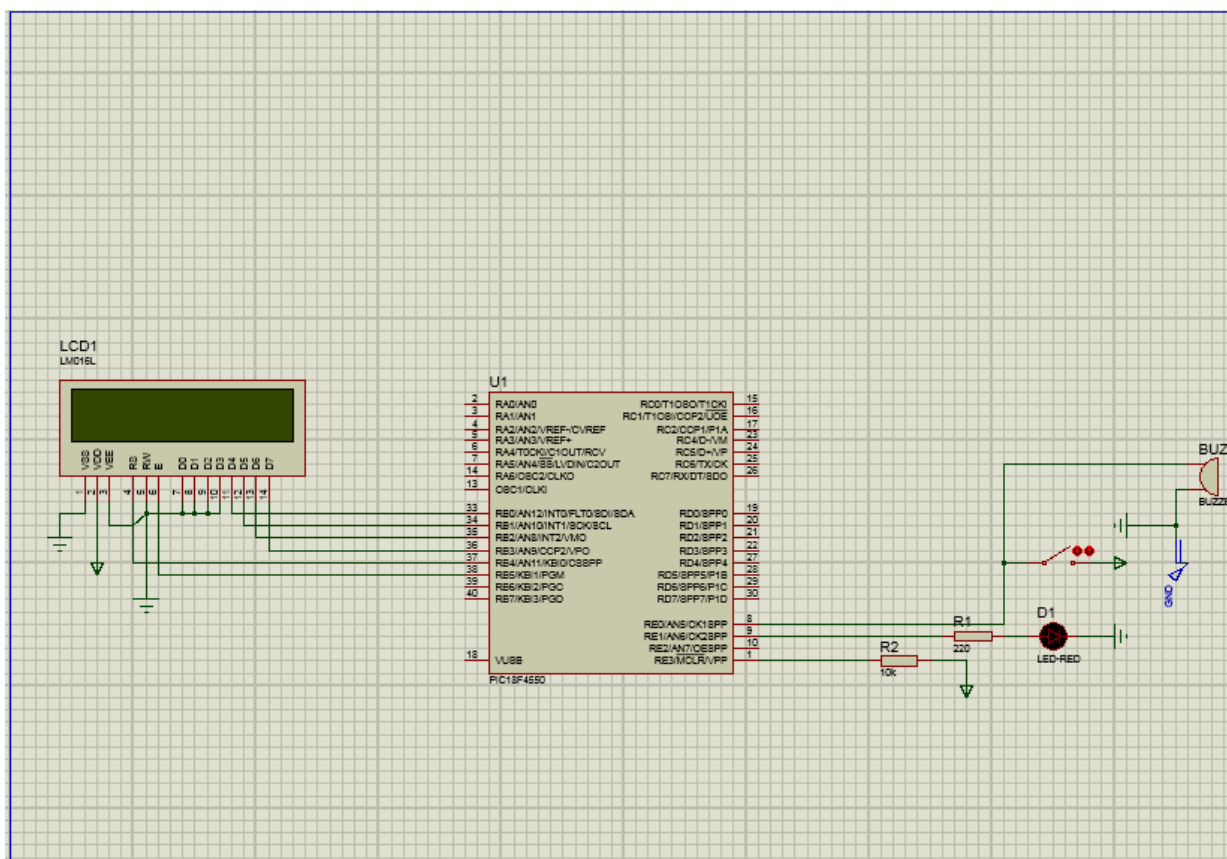 LCD1
LM016L
VSS
VDD
VEE
RS
RW
E
D0
D1
D2
D3
D4
D5
D6
D7
1
2
3
4
5
6
7
8
9
10
11
12
13
14
U1
2 RA0/AN0
3 RA1/AN1
4 RA2/AN2/VREF-/CVREF
5 RA3/AN3/VREF+
6 RA4/T0CKI/C1OUT/RCV
7 RA5/AN4/SS/LVDIN/C2OUT
14 RA6/OSC2/CLKO
13 OSC1/CLKI
33 RB0/AN12/INT0/FLT0/SDI/SDA
34 RB1/AN10/INT1/SCK/SCL
35 RB2/AN8/INT2/VMO
36 RB3/AN9/CCP2/VPO
37 RB4/AN11/KBI0/CSSPP
38 RB5/KBI1/PGM
39 RB6/KBI2/PGC
40 RB7/KBI3/PGD
18 VUSB
RC0/T1OSO/T1CKI 15
RC1/T1OSI/CCP2/UOE 16
RC2/CCP1/P1A 17
RC4/D-/VM 23
RC5/D+/VP 24
RC6/TX/CK 25
RC7/RX/DT/SDO 26
RD0/SPP0 19
RD1/SPP1 20
RD2/SPP2 21
RD3/SPP3 22
RD4/SPP4 27
RD5/SPP5/P1B 28
RD6/SPP6/P1C 29
RD7/SPP7/P1D 30
RE0/AN5/CK1SPP 8
RE1/AN6/CK2SPP 9
RE2/AN7/OESPP 10
RE3/MCLR/VPP 1
PIC18F4550
R2
10k
R1
220
D1
LED-RED
GND
BUZ
BUZZE